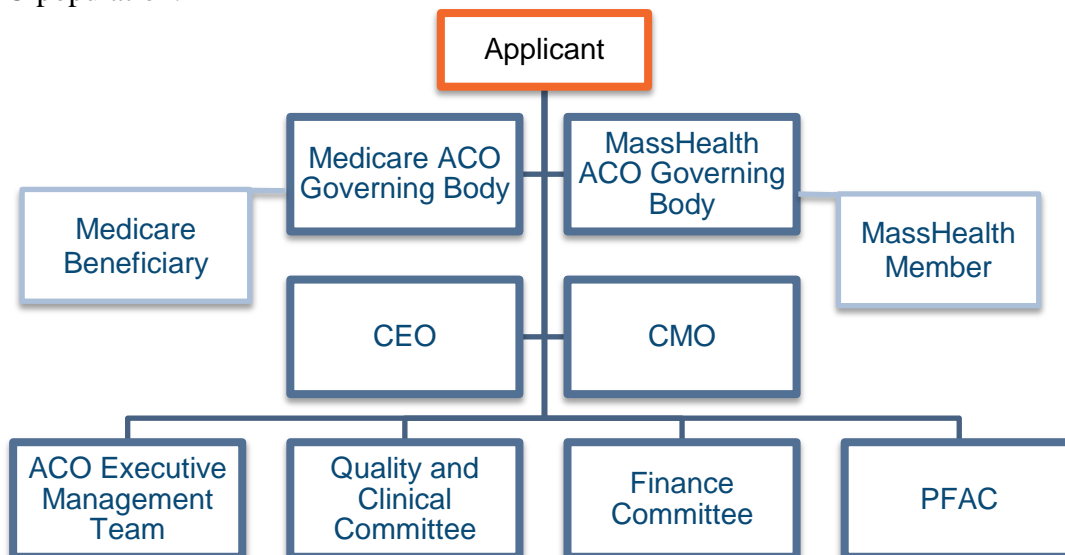 Applicant
Medicare ACO
Governing Body
MassHealth
ACO Governing
Body
Medicare
Beneficiary
MassHealth
Member
CEO
CMO
ACO Executive
Management
Team
Quality and
Clinical
Committee
Finance
Committee
PFAC